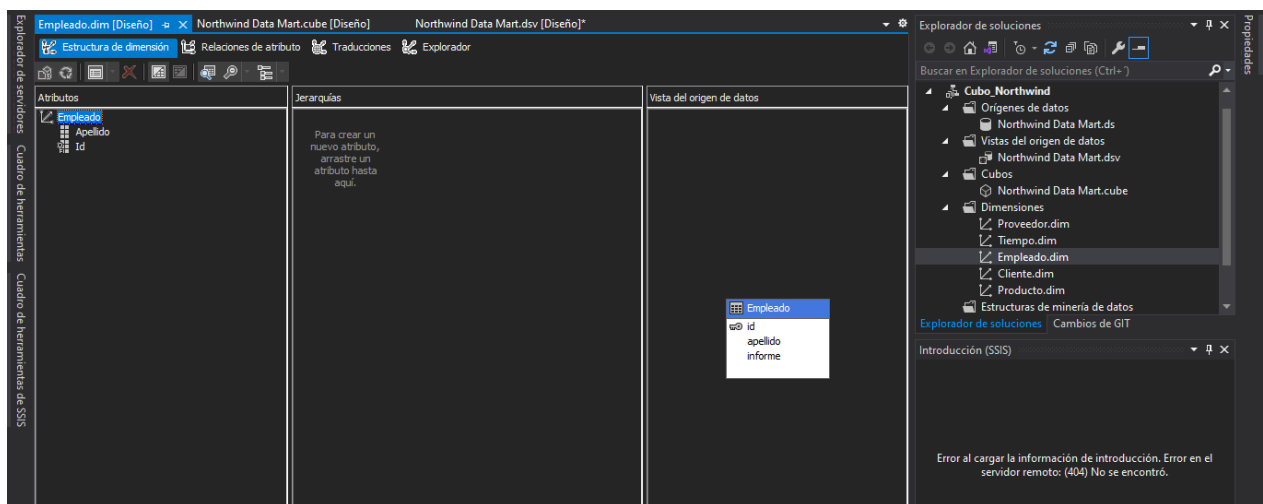 Explorador de servidores
Cuadro de herramientas
Cuadro de herramientas de SSIS
Empleado.dim [Diseño]
Northwind Data Mart.cube [Diseño]
Northwind Data Mart.dsv [Diseño]*
Estructura de dimensión
Relaciones de atributo
Traducciones
Explorador
Atributos
Empleado
Apellido
Id
Jerarquías
Para crear un
nuevo atributo,
arrastre un
atributo hasta
aquí.
Vista del origen de datos
Empleado
id
apellido
informe
Explorador de soluciones
Buscar en Explorador de soluciones (Ctrl+´)
Cubo_Northwind
Orígenes de datos
Northwind Data Mart.ds
Vistas del origen de datos
Northwind Data Mart.dsv
Cubos
Northwind Data Mart.cube
Dimensiones
Proveedor.dim
Tiempo.dim
Empleado.dim
Cliente.dim
Producto.dim
Estructuras de minería de datos
Explorador de soluciones
Cambios de GIT
Introducción (SSIS)
Error al cargar la información de introducción. Error en el
servidor remoto: (404) No se encontró.
Propiedades